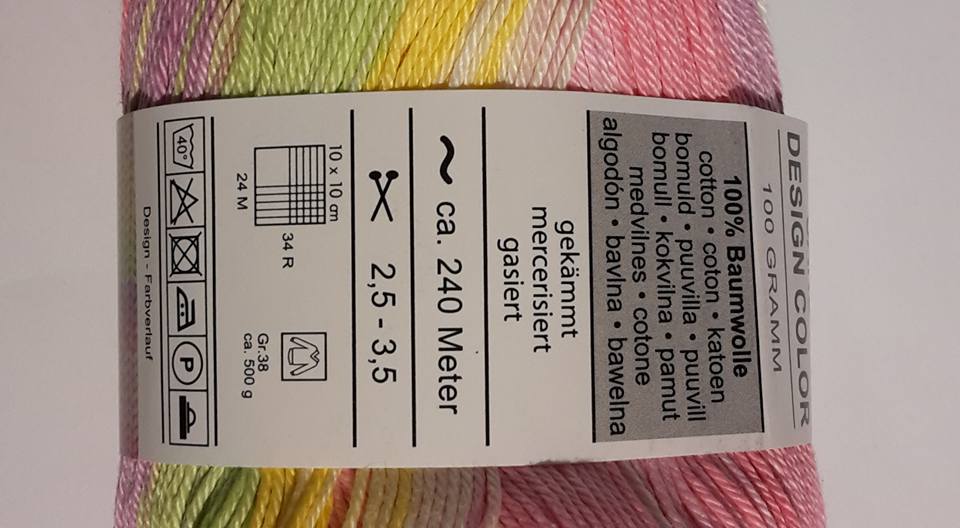 DESIGN COLOR
100 GRAMM
100% Baumwolle
cotton • coton • katoen
bomuld • puuvilla • puuvill
bomull • kokvilna • pamut
medvilnes • cotone
algodón • bavlna • bawełna
gekämmt
mercerisiert
gasiert
~ ca. 240 Meter
2,5 - 3,5
10 x 10 cm
34 R
24 M
Gr.38
ca. 500 g
40°
P
Design - Farbverlauf